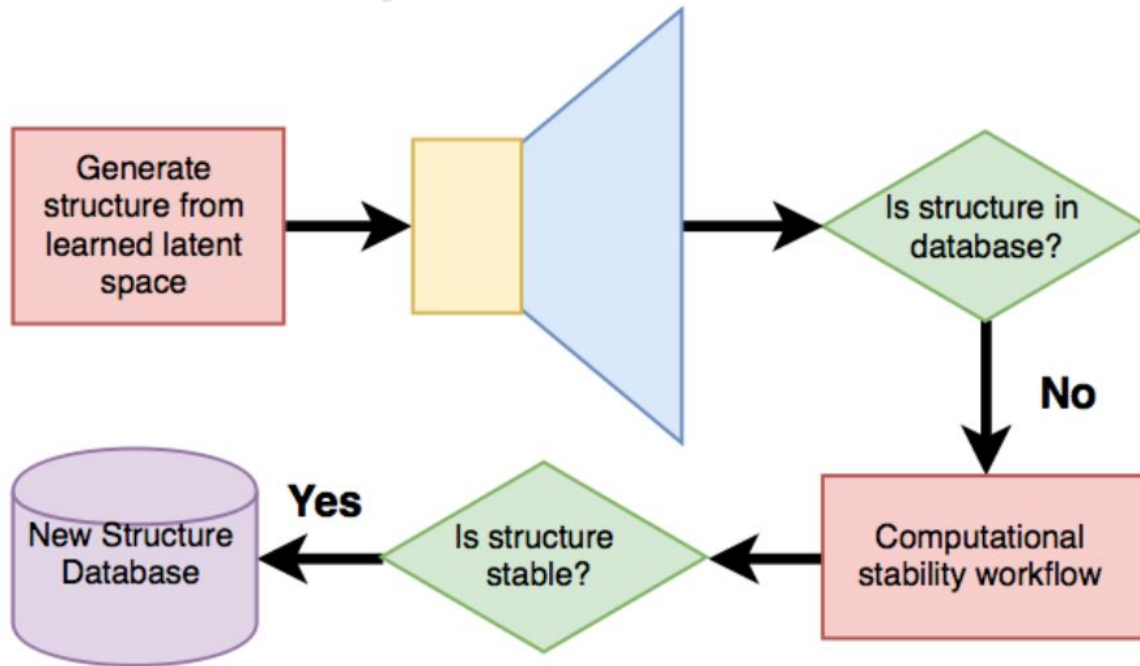 Generate
structure from
learned latent
space
Is structure in
database?
No
Computational
stability workflow
Is structure
stable?
Yes
New Structure
Database